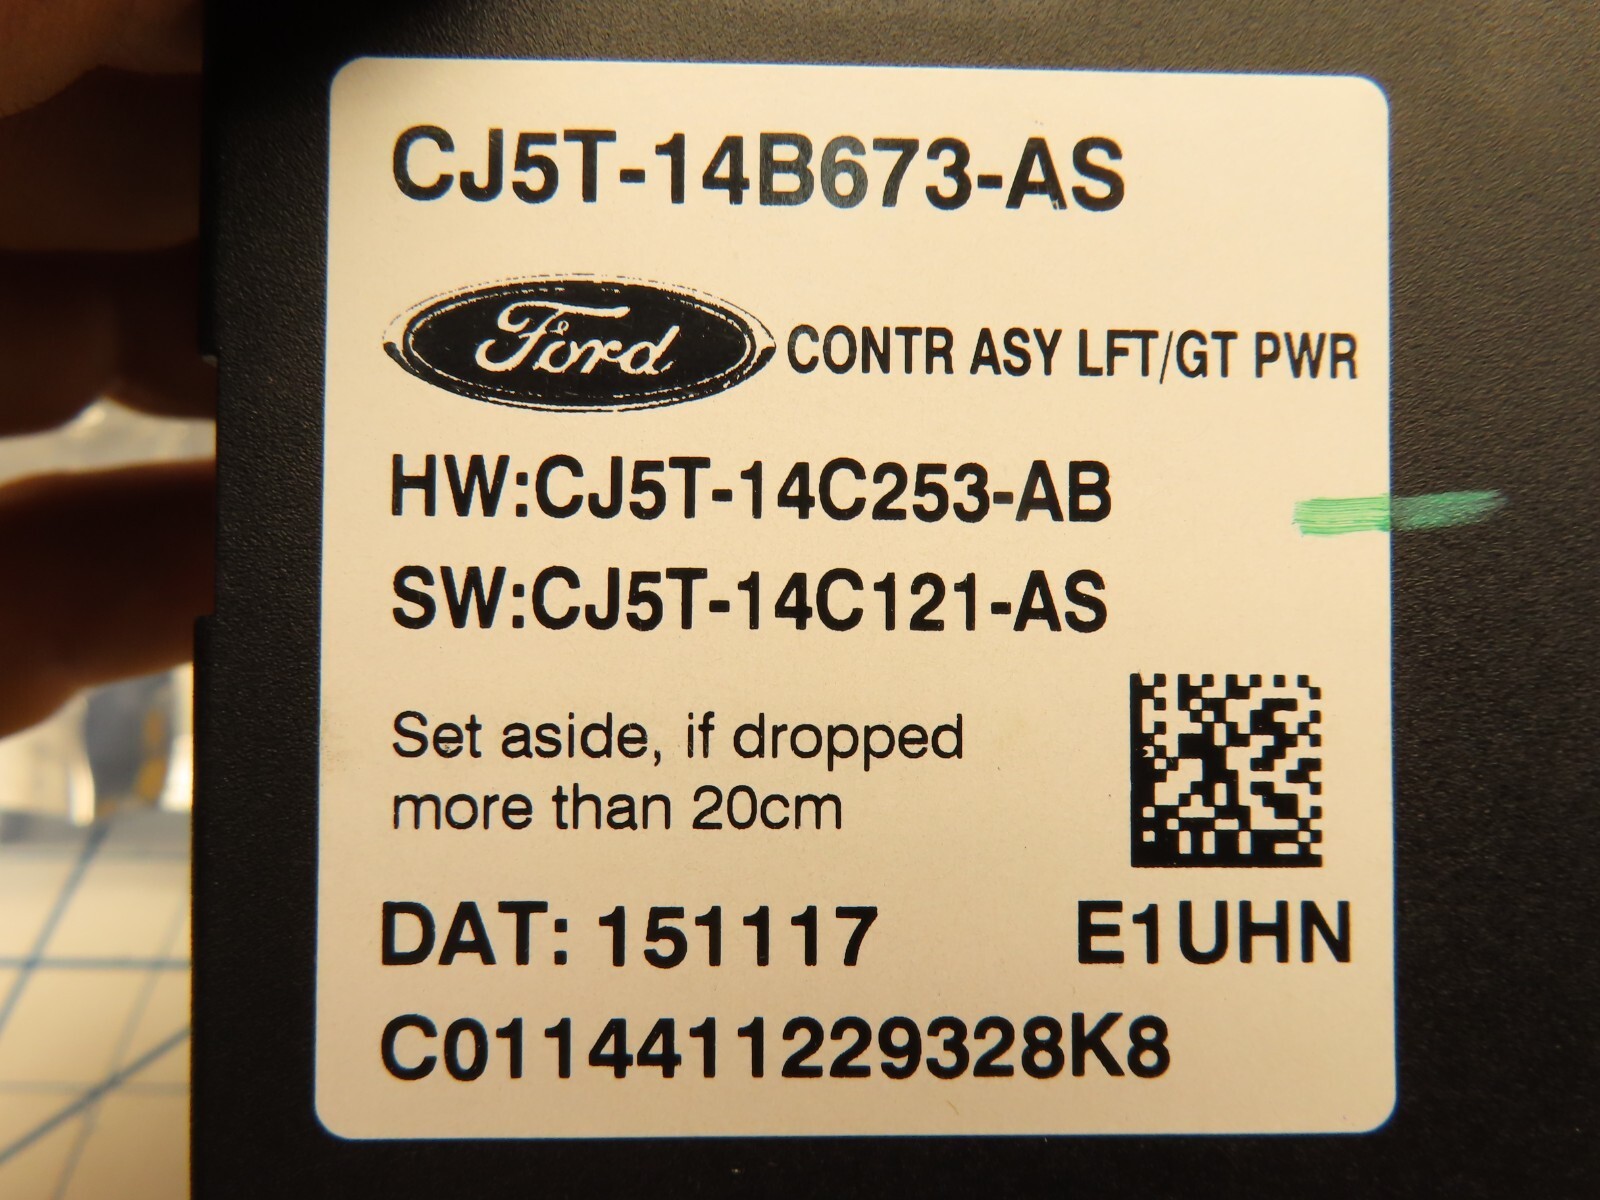 CJ5T-14B673-AS
Ford CONTR ASY LFT/GT PWR
HW:CJ5T-14C253-AB
SW:CJ5T-14C121-AS
Set aside, if dropped
more than 20cm
DAT: 151117 E1UHN
C0114411229328K8